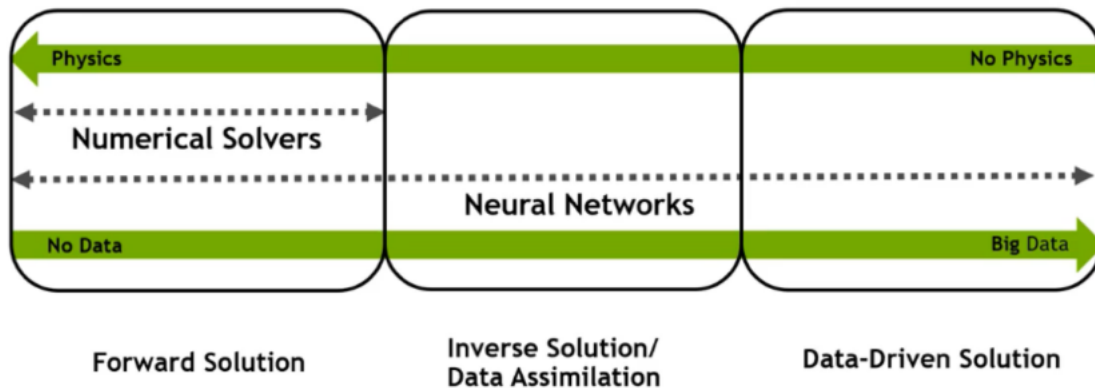 Physics
No Physics
Numerical Solvers
Neural Networks
No Data
Big Data
Forward Solution
Inverse Solution/
Data Assimilation
Data-Driven Solution